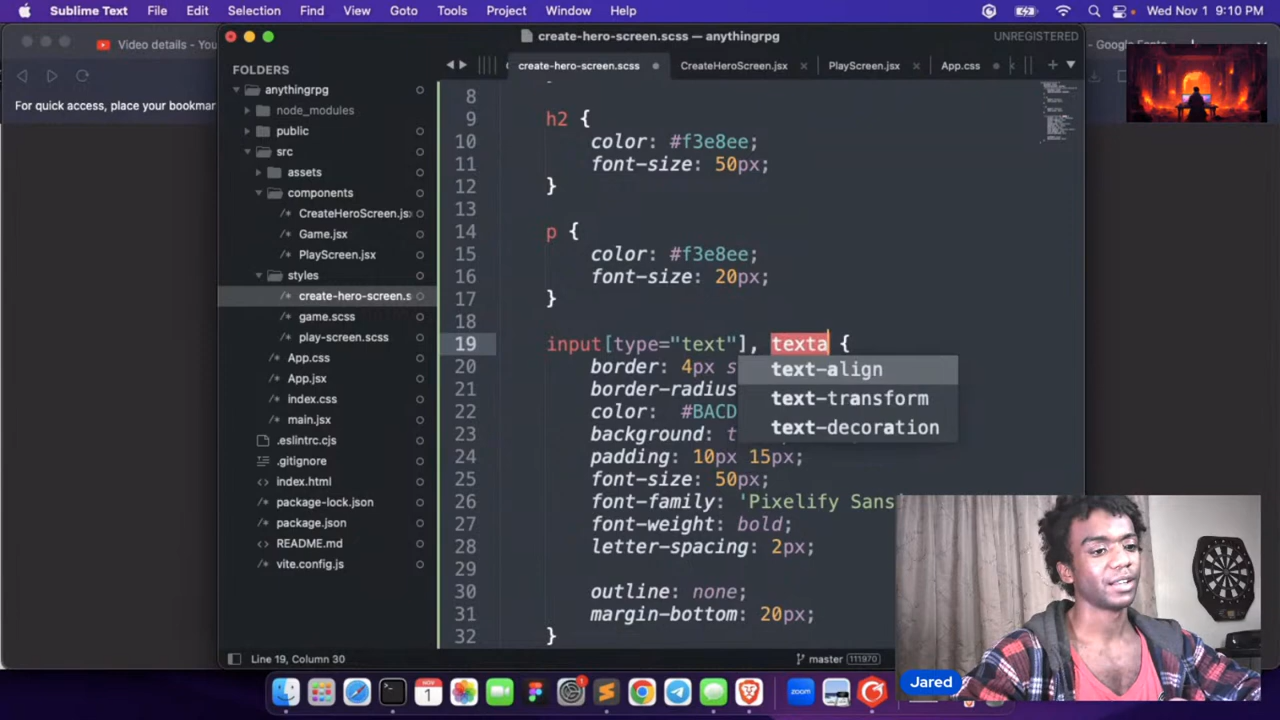 Sublime Text File Edit Selection Find View Goto Tools Project Window Help Wed Nov 1 9:10 PM
Video details - You
create-hero-screen.scss — anythingrpg
UNREGISTERED
- Google Fonts
FOLDERS
create-hero-screen.scss
CreateHeroScreen.jsx
PlayScreen.jsx
App.css
For quick access, place your bookmar
anythingrpg
node_modules
public
src
assets
components
CreateHeroScreen.jsx
Game.jsx
PlayScreen.jsx
styles
create-hero-screen.s
game.scss
play-screen.scss
App.css
App.jsx
index.css
main.jsx
.eslintrc.cjs
.gitignore
index.html
package-lock.json
package.json
README.md
vite.config.js
8
9 h2 {
10 color: #f3e8ee;
11 font-size: 50px;
12 }
13
14 p {
15 color: #f3e8ee;
16 font-size: 20px;
17 }
18
19 input[type="text"], texta {
20 border: 4px s
21 border-radius
22 color: #BACD
23 background: t
24 padding: 10px 15px;
25 font-size: 50px;
26 font-family: 'Pixelify Sans'
27 font-weight: bold;
28 letter-spacing: 2px;
29
30 outline: none;
31 margin-bottom: 20px;
32 }
text-align
text-transform
text-decoration
Line 19, Column 30
master 111970
Jared
1
NOV
1
zoom